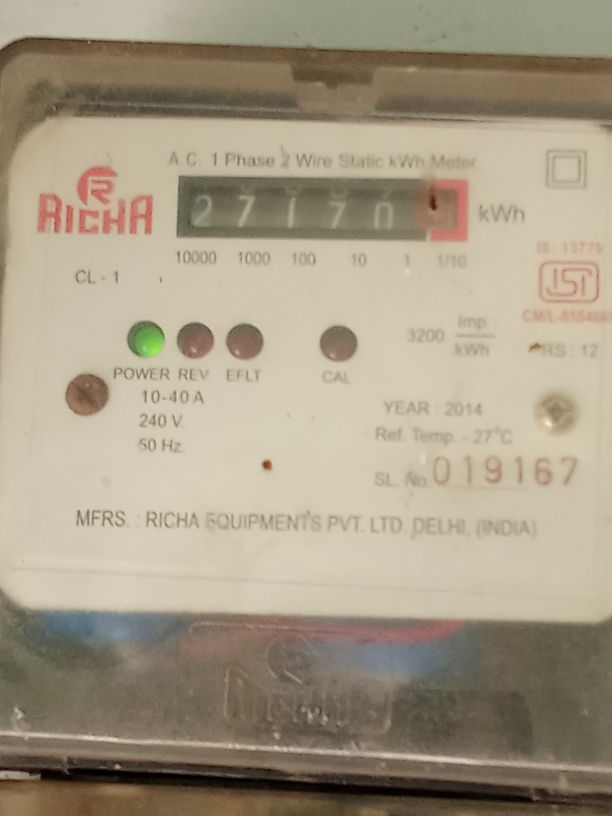 A.C. 1 Phase 2 Wire Static kWh Meter.
R
RICHA
27170
kWh
10000 1000 100 10 1 1/10
CL - 1
IS: 13779
ISI
3200 Imp/kWh
RS : 12
POWER REV. EFLT CAL
10-40 A
240 V.
50 Hz.
YEAR : 2014
Ref. Temp. - 27°C
SL. No. 019167
MFRS. : RICHA EQUIPMENTS PVT. LTD. DELHI, (INDIA)